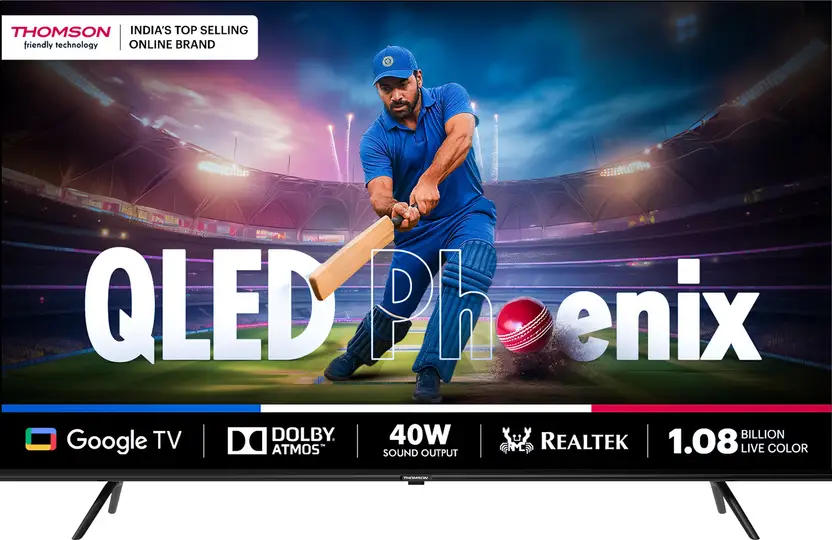 THOMSON
friendly technology
INDIA'S TOP SELLING
ONLINE BRAND
QLED Phoenix
Google TV
DOLBY
ATMOS™
40W
SOUND OUTPUT
REALTEK
1.08 BILLION
LIVE COLOR
THOMSON